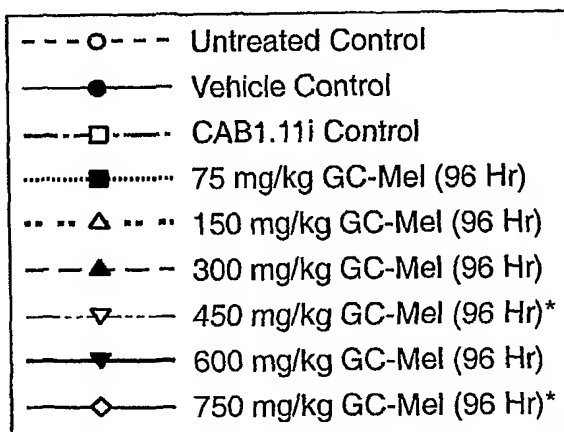 Untreated Control
Vehicle Control
CAB1.11i Control
75 mg/kg GC-Mel (96 Hr)
150 mg/kg GC-Mel (96 Hr)
300 mg/kg GC-Mel (96 Hr)
450 mg/kg GC-Mel (96 Hr)*
600 mg/kg GC-Mel (96 Hr)
750 mg/kg GC-Mel (96 Hr)*